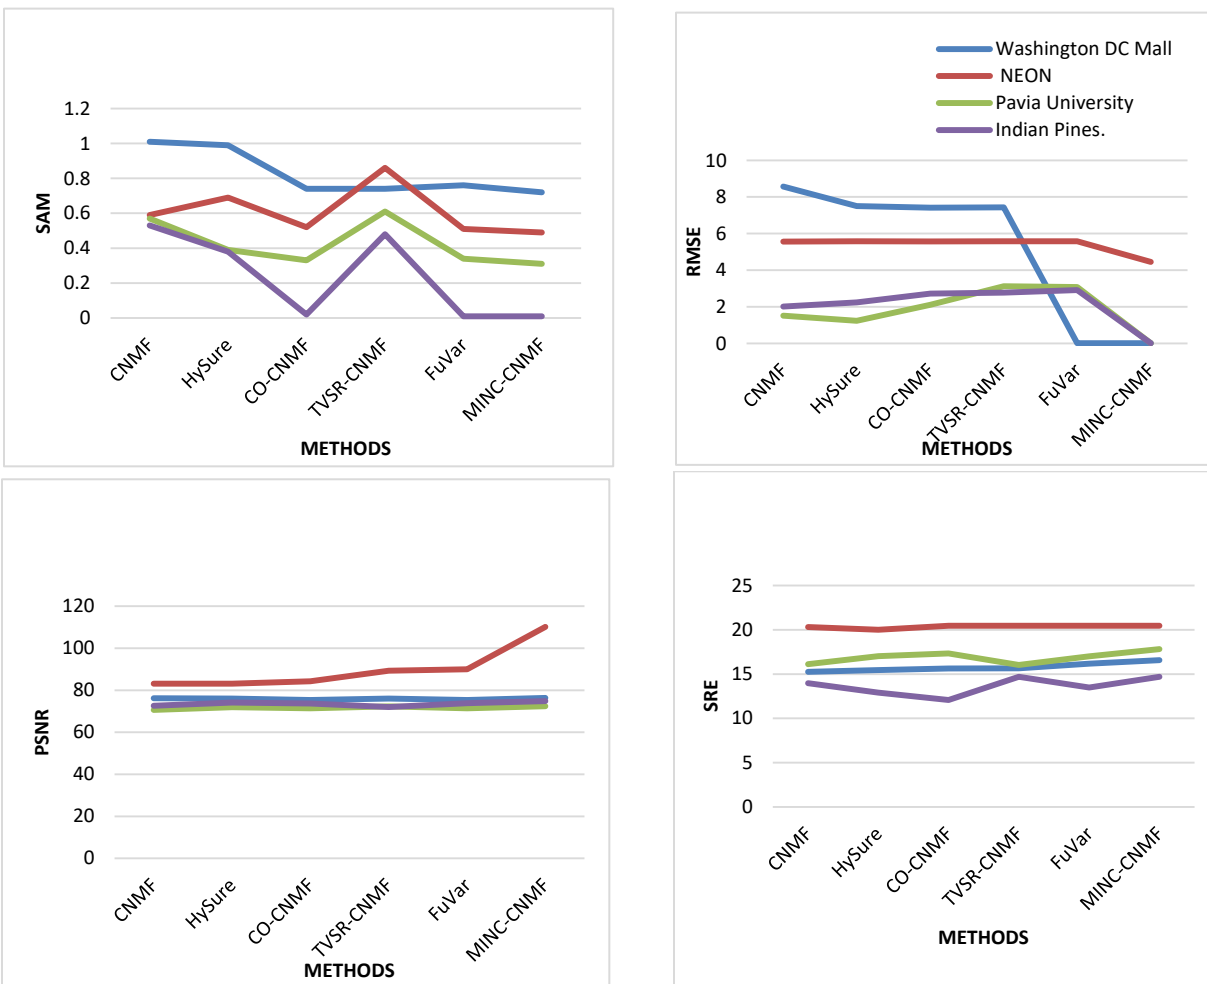 1.2
1
0.8
0.6
0.4
0.2
0
SAM
CNMF
HySure
CO-CNMF
TVSR-CNMF
FuVar
MINC-CNMF
METHODS
Washington DC Mall
NEON
Pavia University
Indian Pines.
10
8
6
4
2
0
RMSE
CNMF
HySure
CO-CNMF
TVSR-CNMF
FuVar
MINC-CNMF
METHODS
120
100
80
60
40
20
0
PSNR
CNMF
HySure
CO-CNMF
TVSR-CNMF
FuVar
MINC-CNMF
METHODS
25
20
15
10
5
0
SRE
CNMF
HySure
CO-CNMF
TVSR-CNMF
FuVar
MINC-CNMF
METHODS